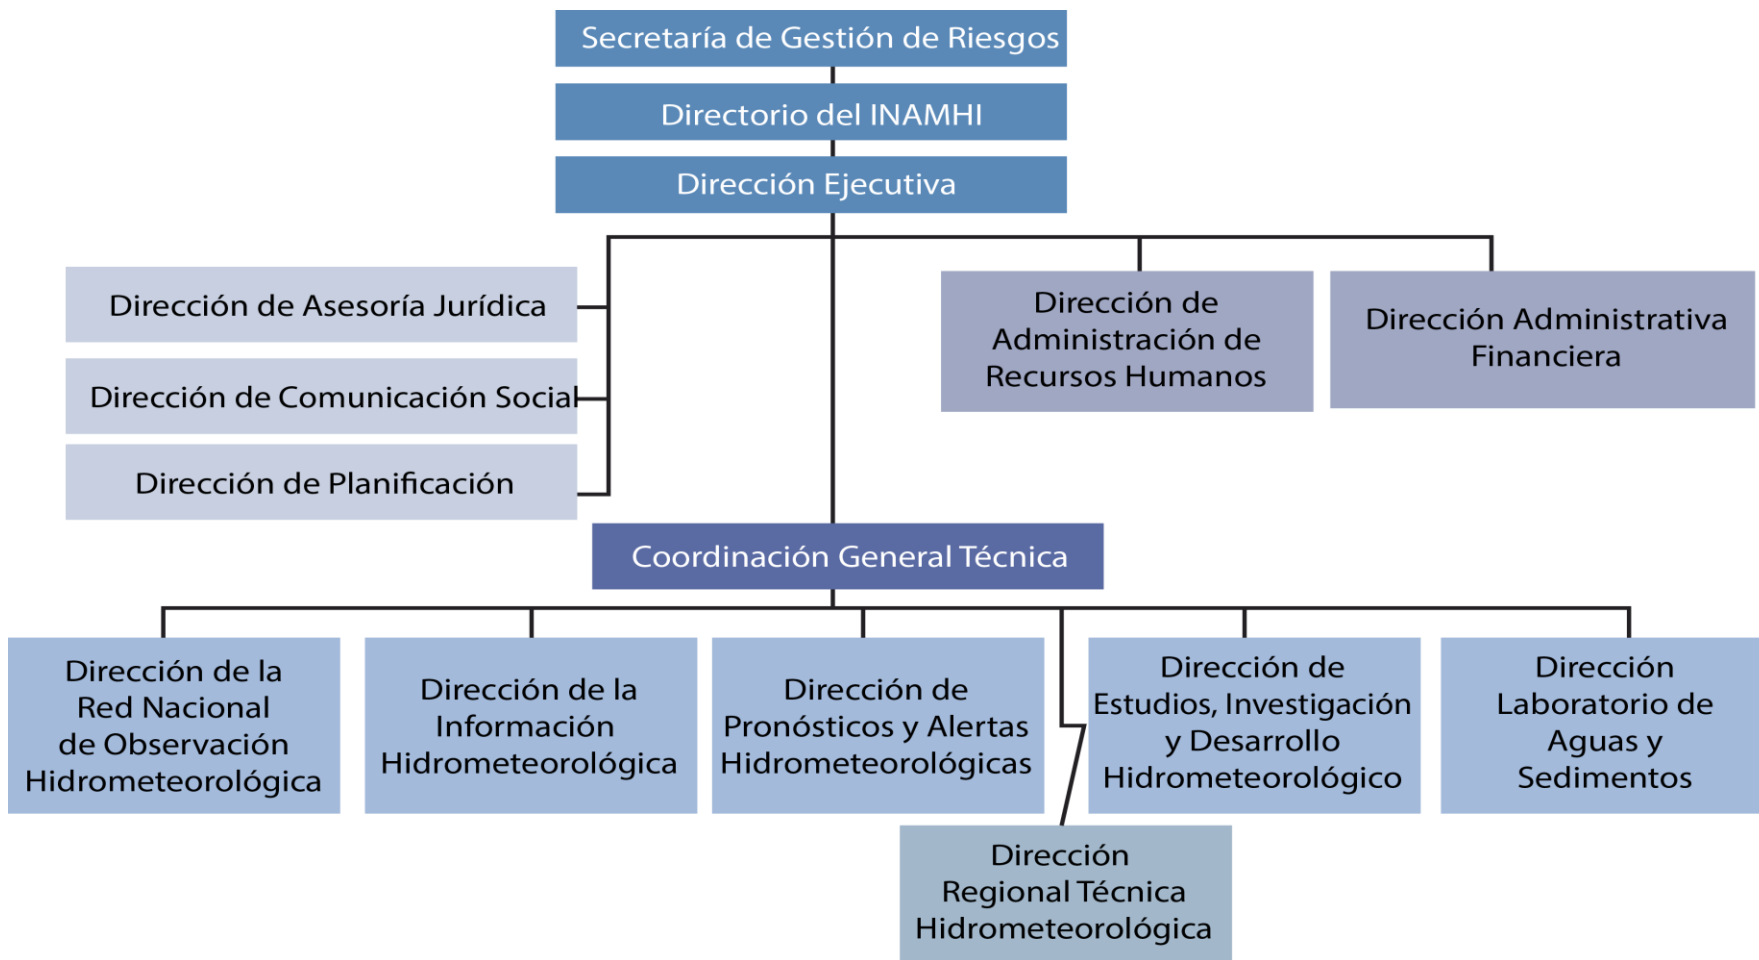 Secretaría de Gestión de Riesgos
Directorio del INAMHI
Dirección Ejecutiva
Dirección de Asesoría Jurídica
Dirección de Comunicación Social
Dirección de Planificación
Dirección de
Administración de
Recursos Humanos
Dirección Administrativa
Financiera
Coordinación General Técnica
Dirección de la
Red Nacional
de Observación
Hidrometeorológica
Dirección de la
Información
Hidrometeorológica
Dirección de
Pronósticos y Alertas
Hidrometeorológicas
Dirección de
Estudios, Investigación
y Desarrollo
Hidrometeorológico
Dirección
Laboratorio de
Aguas y
Sedimentos
Dirección
Regional Técnica
Hidrometeorológica